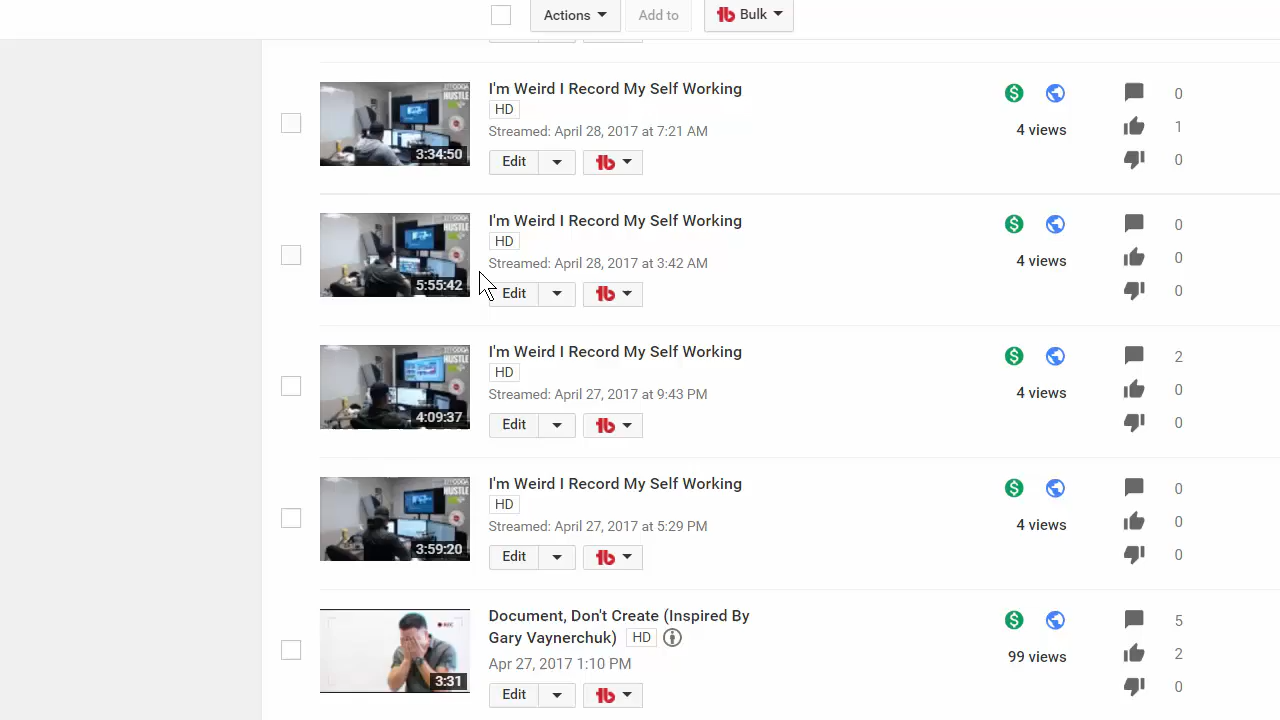 Actions
Add to
Bulk
I'm Weird I Record My Self Working
HD
Streamed: April 28, 2017 at 7:21 AM
Edit
HUSTLE
3:34:50
4 views
0
1
0
I'm Weird I Record My Self Working
HD
Streamed: April 28, 2017 at 3:42 AM
Edit
HUSTLE
5:55:42
4 views
0
0
0
I'm Weird I Record My Self Working
HD
Streamed: April 27, 2017 at 9:43 PM
Edit
HUSTLE
4:09:37
4 views
2
0
0
I'm Weird I Record My Self Working
HD
Streamed: April 27, 2017 at 5:29 PM
Edit
HUSTLE
3:59:20
4 views
0
0
0
Document, Don't Create (Inspired By
Gary Vaynerchuk) HD
Apr 27, 2017 1:10 PM
Edit
REC
3:31
99 views
5
2
0